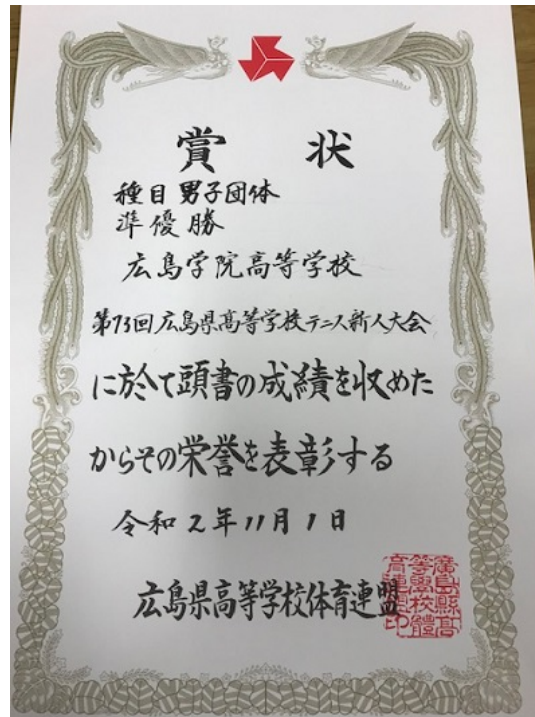 賞 状
種目 男子団体
準優勝
広島学院高等学校
第73回広島県高等学校テニス新人大会
に於て頭書の成績を収めた
からその栄誉を表彰する
令和2年11月1日
広島県高等学校体育連盟